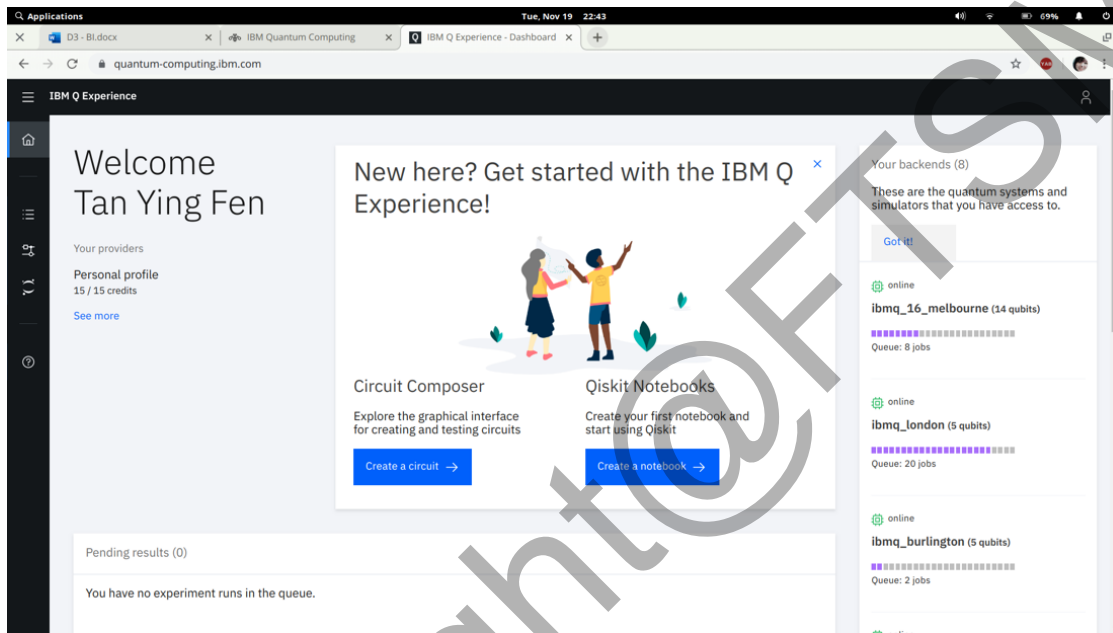 Applications
Tue, Nov 19 22:43
69%
D3 - BI.docx
IBM Quantum Computing
IBM Q Experience - Dashboard
quantum-computing.ibm.com
IBM Q Experience
Welcome
Tan Ying Fen
Your providers
Personal profile
15 / 15 credits
See more
New here? Get started with the IBM Q
Experience!
Circuit Composer
Explore the graphical interface
for creating and testing circuits
Create a circuit →
Qiskit Notebooks
Create your first notebook and
start using Qiskit
Create a notebook →
Pending results (0)
You have no experiment runs in the queue.
Your backends (8)
These are the quantum systems and
simulators that you have access to.
Got it!
online
ibmq_16_melbourne (14 qubits)
Queue: 8 jobs
online
ibmq_london (5 qubits)
Queue: 20 jobs
online
ibmq_burlington (5 qubits)
Queue: 2 jobs
ght@FTSM